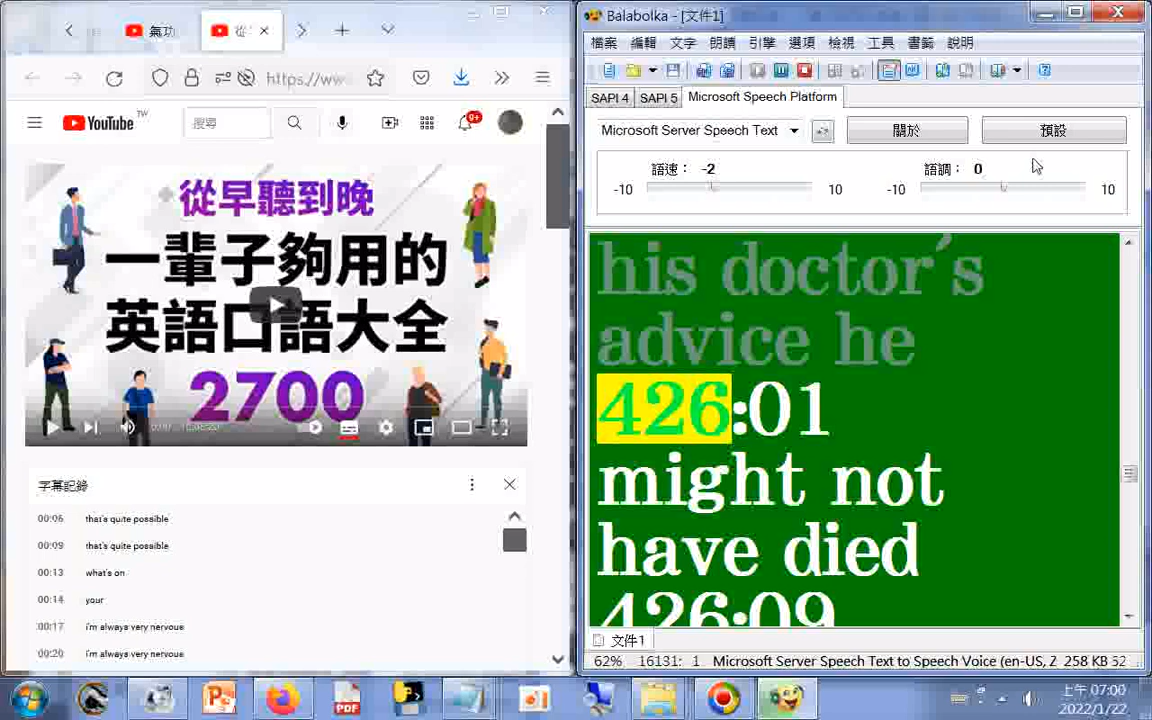 氣功
https://www
YouTube TW
搜尋
9+
從早聽到晚
一輩子夠用的
英語口語大全
2700
字幕記錄
00:06 that's quite possible
00:09 that's quite possible
00:13 what's on
00:14 your
00:17 i'm always very nervous
00:20 i'm always very nervous
Balabolka - [文件1]
檔案 編輯 文字 朗讀 引擎 選項 檢視 工具 書籤 說明
SAPI 4 SAPI 5 Microsoft Speech Platform
Microsoft Server Speech Text 關於 預設
語速： -2 語調： 0
-10 10 -10 10
his doctor's
advice he
426:01
might not
have died
426:09
文件1
62% 16131: 1 Microsoft Server Speech Text to Speech Voice (en-US, Z 258 KB 52
PDF
上午 07:00
2022/1/22